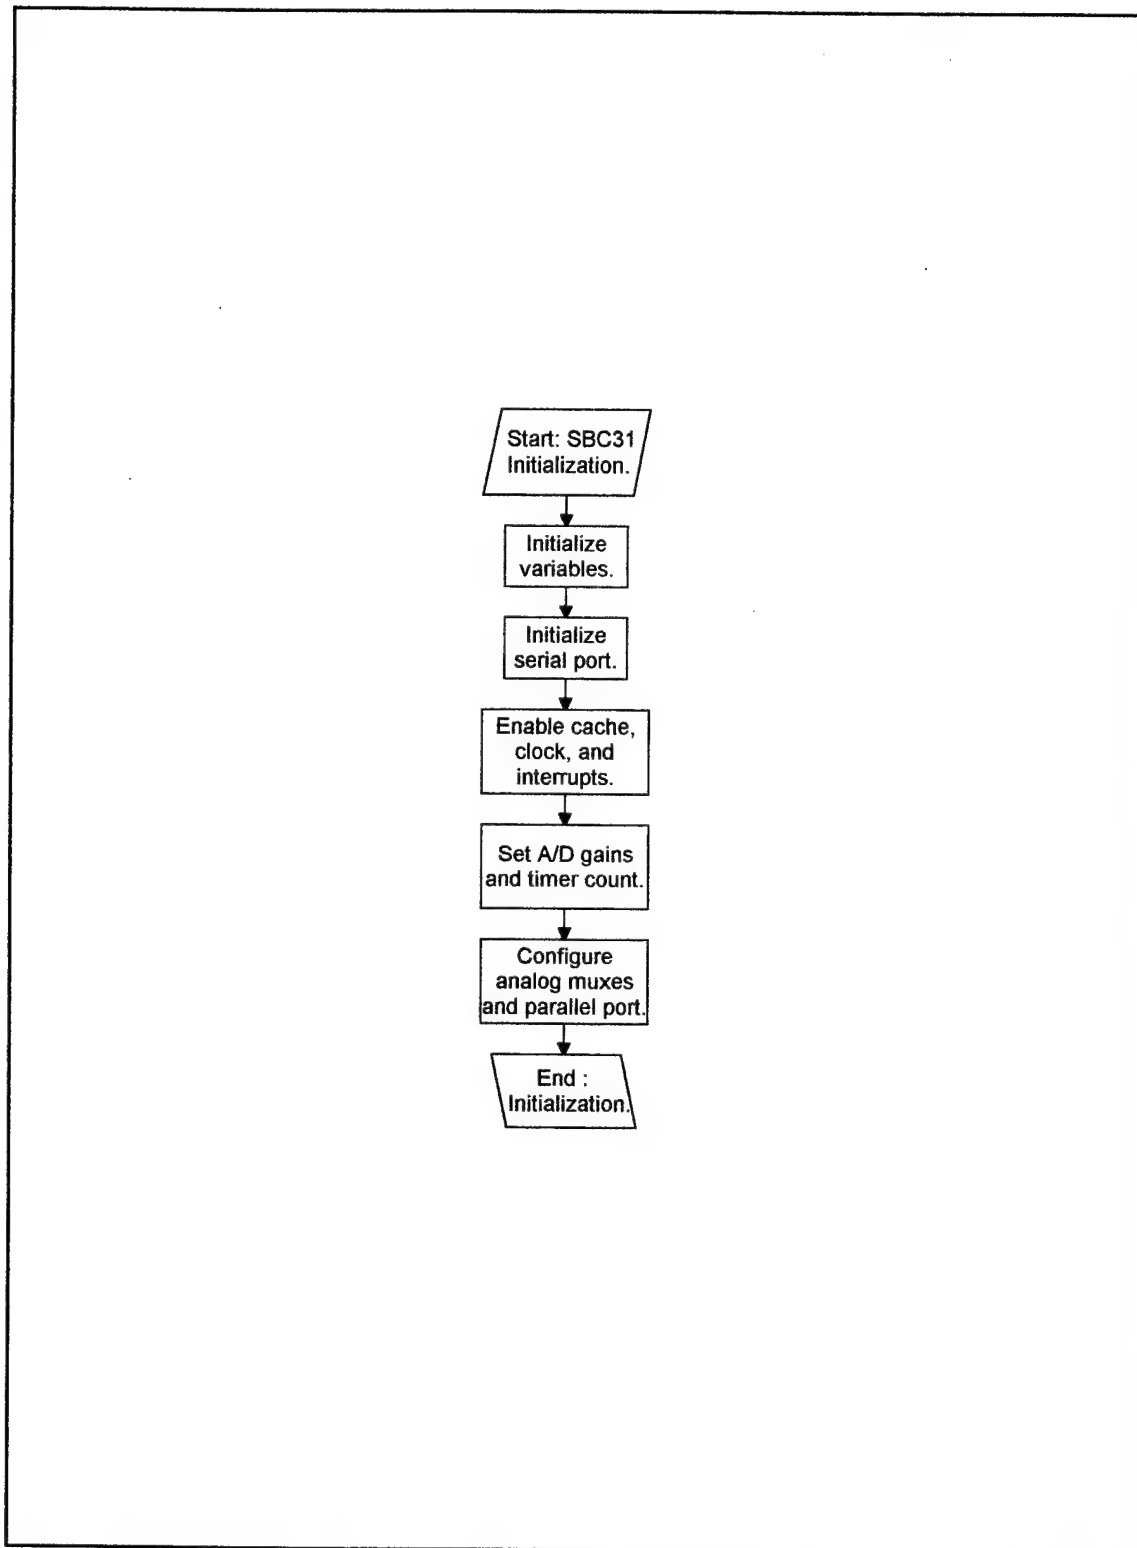 Start: SBC31
Initialization.
Initialize
variables.
Initialize
serial port.
Enable cache,
clock, and
interrupts.
Set A/D gains
and timer count.
Configure
analog muxes
and parallel port.
End :
Initialization.